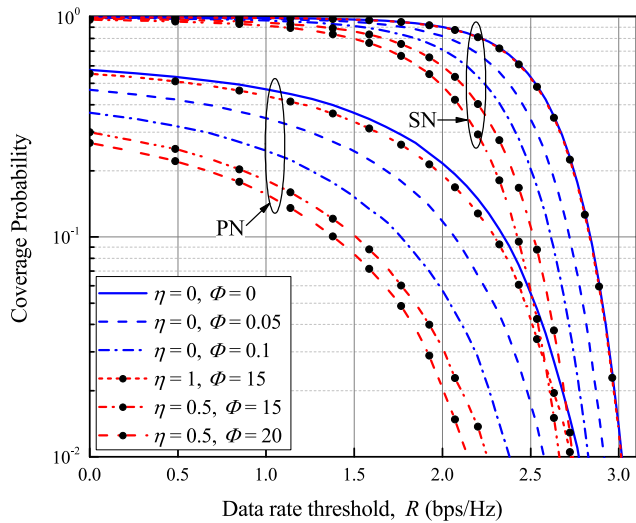 10⁰
10⁻¹
10⁻²
Coverage Probability
SN
PN
η = 0, Φ = 0
η = 0, Φ = 0.05
η = 0, Φ = 0.1
η = 1, Φ = 15
η = 0.5, Φ = 15
η = 0.5, Φ = 20
0.0 0.5 1.0 1.5 2.0 2.5 3.0
Data rate threshold, R (bps/Hz)